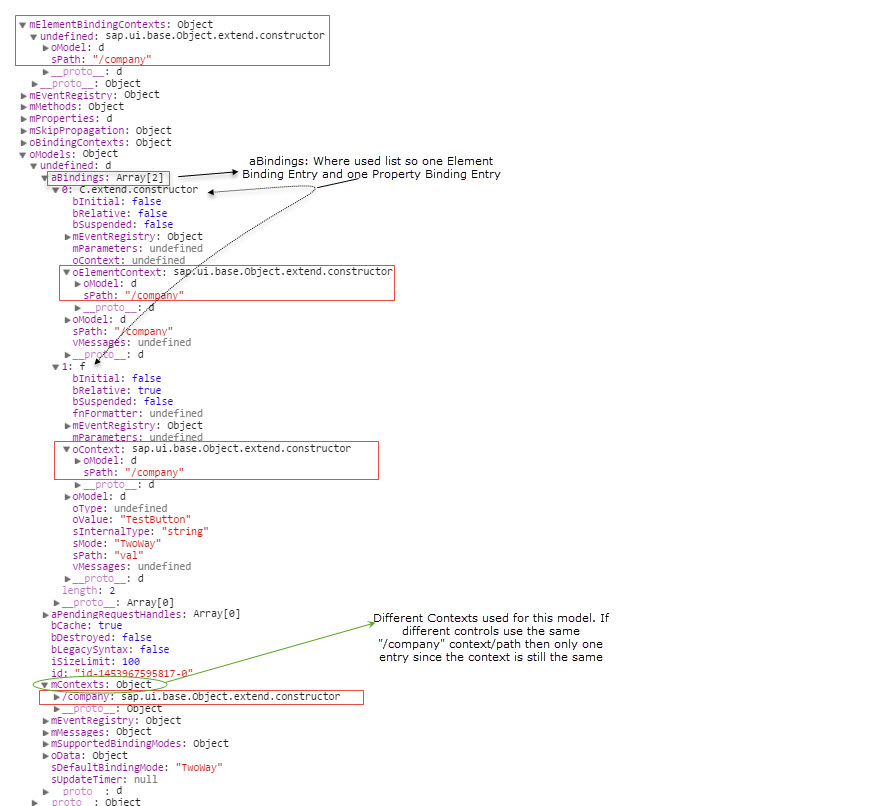 ▼mElementBindingContexts: Object
▼undefined: sap.ui.base.Object.extend.constructor
▶oModel: d
sPath: "/company"
▶__proto__: d
▶__proto__: Object
▶mEventRegistry: Object
▶mMethods: Object
▶mProperties: d
▶mSkipPropagation: Object
▶oBindingContexts: Object
▼oModels: Object
▼undefined: d
▼aBindings: Array[2]
aBindings: Where used list so one Element
Binding Entry and one Property Binding Entry
▼0: C.extend.constructor
bInitial: false
bRelative: false
bSuspended: false
▶mEventRegistry: Object
mParameters: undefined
oContext: undefined
▼oElementContext: sap.ui.base.Object.extend.constructor
▶oModel: d
sPath: "/company"
▶__proto__: d
▶oModel: d
sPath: "/company"
vMessages: undefined
▶__proto__: d
▼1: f
bInitial: false
bRelative: true
bSuspended: false
fnFormatter: undefined
▶mEventRegistry: Object
mParameters: undefined
▼oContext: sap.ui.base.Object.extend.constructor
▶oModel: d
sPath: "/company"
▶__proto__: d
▶oModel: d
oType: undefined
oValue: "TestButton"
sInternalType: "string"
sMode: "TwoWay"
sPath: "val"
vMessages: undefined
▶__proto__: d
length: 2
▶__proto__: Array[0]
▶aPendingRequestHandles: Array[0]
bCache: true
bDestroyed: false
bLegacySyntax: false
iSizeLimit: 100
id: "id-1453967595817-0"
Different Contexts used for this model. If
different controls use the same
"/company" context/path then only one
entry since the context is still the same
▼mContexts: Object
▶/company: sap.ui.base.Object.extend.constructor
▶__proto__: Object
▶mEventRegistry: Object
▶mMessages: Object
▶mSupportedBindingModes: Object
▶oData: Object
sDefaultBindingMode: "TwoWay"
sUpdateTimer: null
▶__proto__: d
▶__proto__: Object